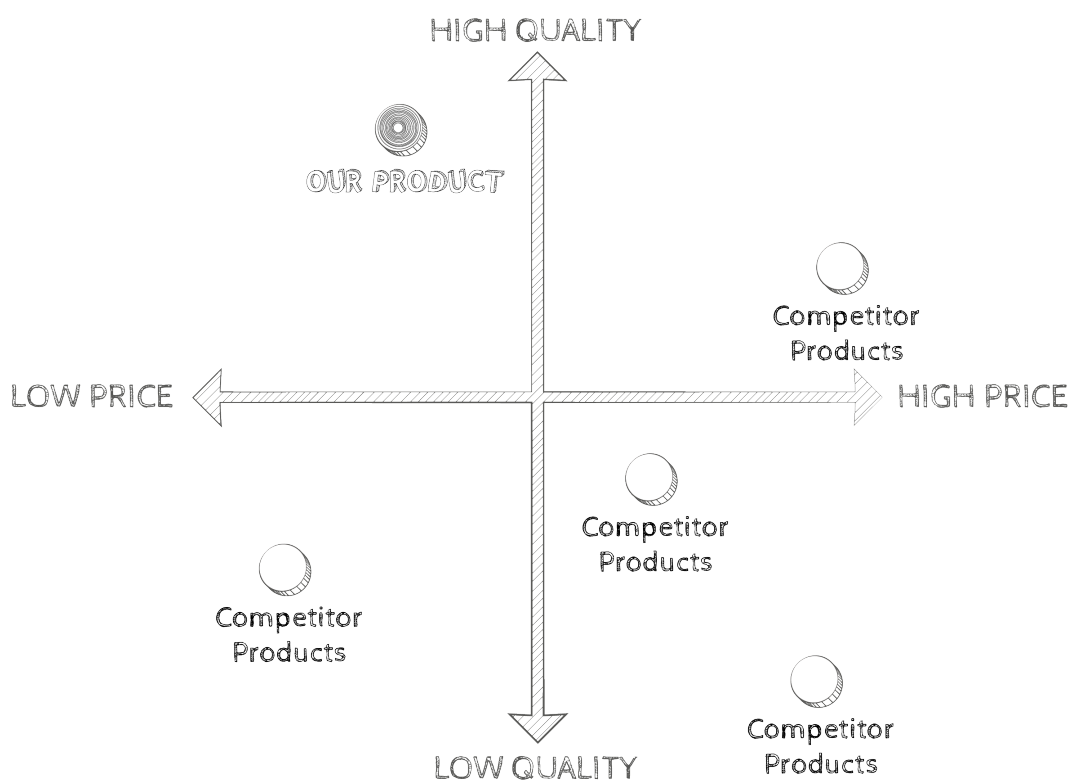 HIGH QUALITY
OUR PRODUCT
Competitor
Products
LOW PRICE
HIGH PRICE
Competitor
Products
Competitor
Products
Competitor
Products
LOW QUALITY